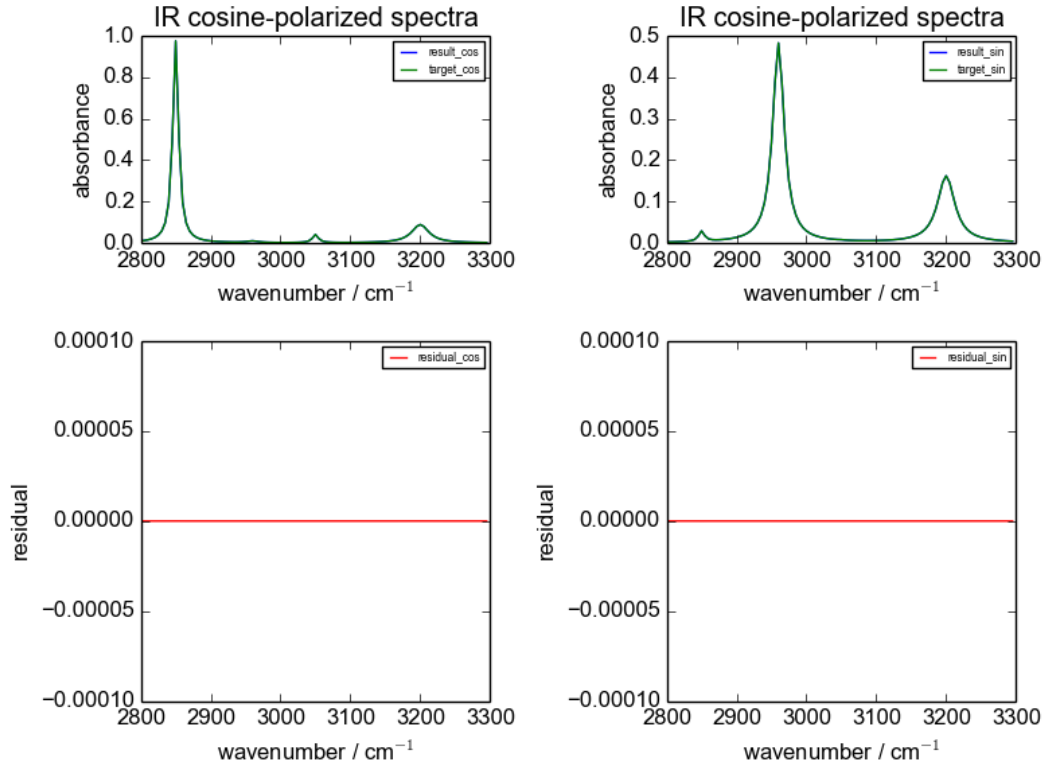 IR cosine-polarized spectra
1.0
0.8
0.6
0.4
0.2
0.0
absorbance
result_cos
target_cos
2800 2900 3000 3100 3200 3300
wavenumber / cm⁻¹
IR cosine-polarized spectra
0.5
0.4
0.3
0.2
0.1
0.0
absorbance
result_sin
target_sin
2800 2900 3000 3100 3200 3300
wavenumber / cm⁻¹
0.00010
0.00005
0.00000
−0.00005
−0.00010
residual
residual_cos
2800 2900 3000 3100 3200 3300
wavenumber / cm⁻¹
0.00010
0.00005
0.00000
−0.00005
−0.00010
residual
residual_sin
2800 2900 3000 3100 3200 3300
wavenumber / cm⁻¹